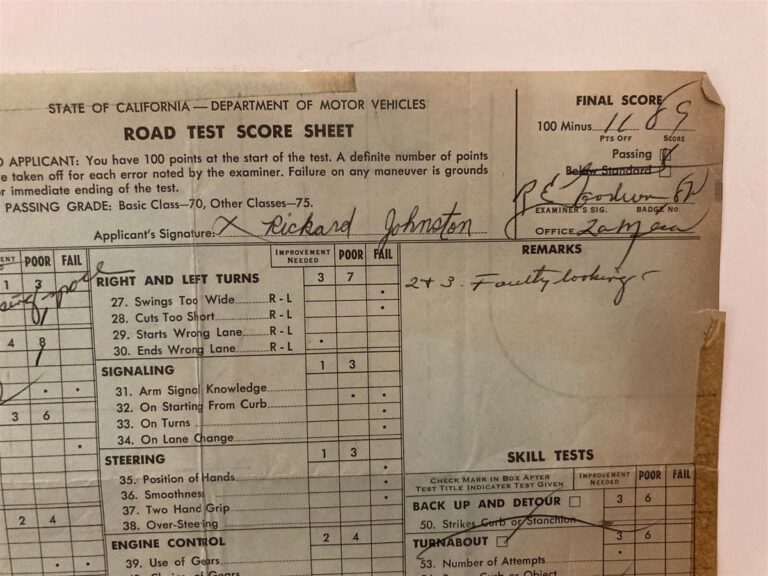 STATE OF CALIFORNIA — DEPARTMENT OF MOTOR VEHICLES
ROAD TEST SCORE SHEET
O APPLICANT: You have 100 points at the start of the test. A definite number of points
e taken off for each error noted by the examiner. Failure on any maneuver is grounds
r immediate ending of the test.
PASSING GRADE: Basic Class—70, Other Classes—75.
Applicant's Signature: X Rickard Johnston
FINAL SCORE
100 Minus 11 89
PTS OFF SCORE
Passing
Below Standard
R E Goodwin
EXAMINER'S SIG. BADGE NO.
OFFICE La Mesa
ENT POOR FAIL
1 3
4 8
3 6
2 4
IMPROVEMENT NEEDED POOR FAIL
RIGHT AND LEFT TURNS 3 7
27. Swings Too Wide R - L
28. Cuts Too Short R - L
29. Starts Wrong Lane R - L
30. Ends Wrong Lane R - L
SIGNALING 1 3
31. Arm Signal Knowledge
32. On Starting From Curb
33. On Turns
34. On Lane Change
STEERING 1 3
35. Position of Hands
36. Smoothness
37. Two Hand Grip
38. Over-Steering
ENGINE CONTROL 2 4
39. Use of Gears
REMARKS
2 + 3. Faulty looking
SKILL TESTS
CHECK MARK IN BOX AFTER
TEST TITLE INDICATES TEST GIVEN
IMPROVEMENT NEEDED POOR FAIL
BACK UP AND DETOUR 3 6
50. Strikes Curb or Stanchion
TURNABOUT 3 6
53. Number of Attempts